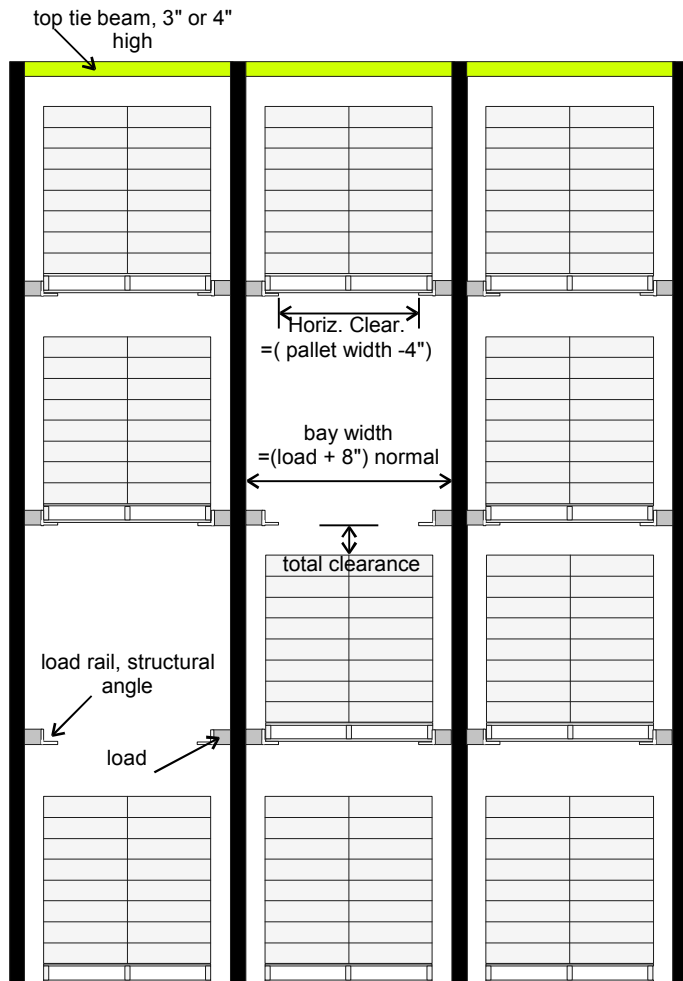 top tie beam, 3" or 4"
high
Horiz. Clear.
=( pallet width -4")
bay width
=(load + 8") normal
total clearance
load rail, structural
angle
load